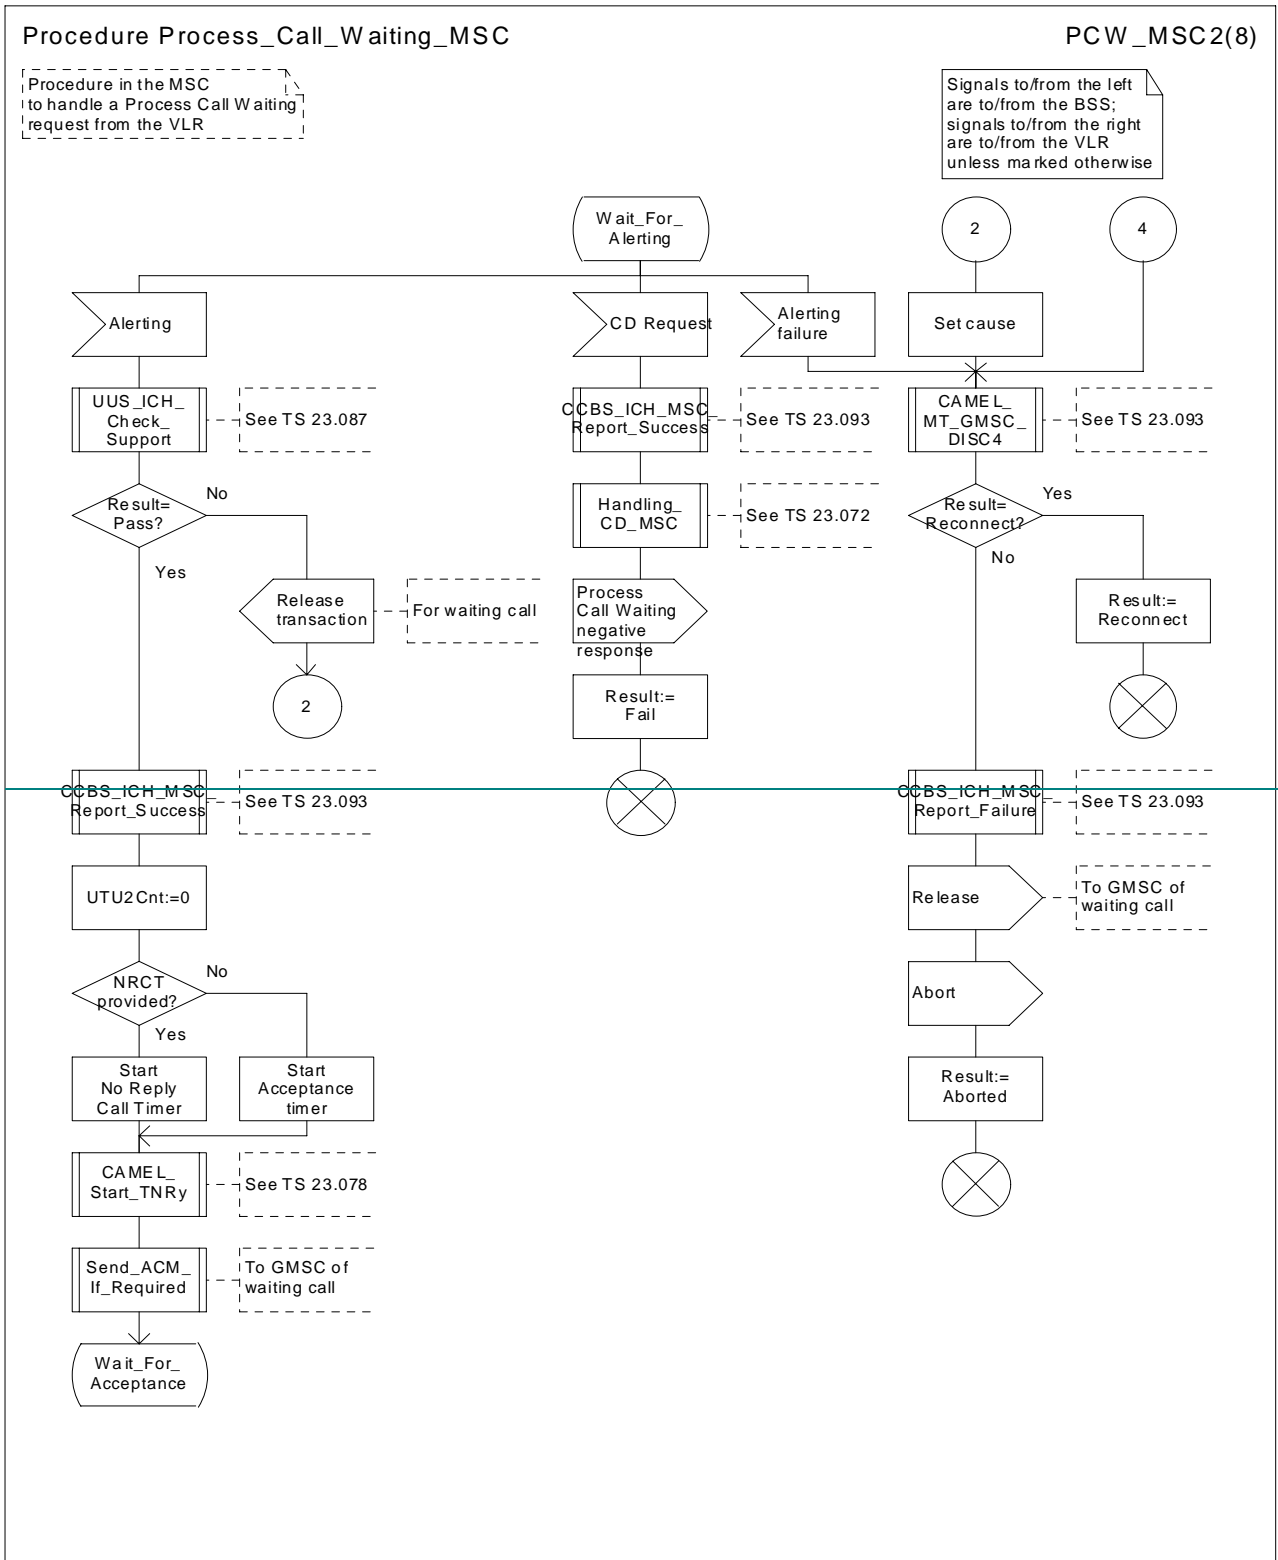 Procedure Process_Call_Waiting_MSC
PCW_MSC2(8)
Procedure in the MSC
to handle a Process Call Waiting
request from the VLR
Signals to/from the left
are to/from the BSS;
signals to/from the right
are to/from the VLR
unless marked otherwise
Wait_For_
Alerting
2
4
Alerting
CD Request
Alerting
failure
Set cause
UUS_ICH_
Check_
Support
See TS 23.087
CCBS_ICH_MSC_
Report_Success
See TS 23.093
CAMEL_
MT_GMSC_
DISC4
See TS 23.093
Result=
Pass?
No
Yes
Handling_
CD_MSC
See TS 23.072
Result=
Reconnect?
Yes
No
Release
transaction
For waiting call
Process
Call Waiting
negative
response
Result:=
Reconnect
2
Result:=
Fail
CCBS_ICH_MSC_
Report_Success
See TS 23.093
CCBS_ICH_MSC_
Report_Failure
See TS 23.093
UTU2Cnt:=0
Release
To GMSC of
waiting call
NRCT
provided?
No
Yes
Abort
Start
No Reply
Call Timer
Start
Acceptance
timer
Result:=
Aborted
CAMEL_
Start_TNRy
See TS 23.078
Send_ACM_
If_Required
To GMSC of
waiting call
Wait_For_
Acceptance